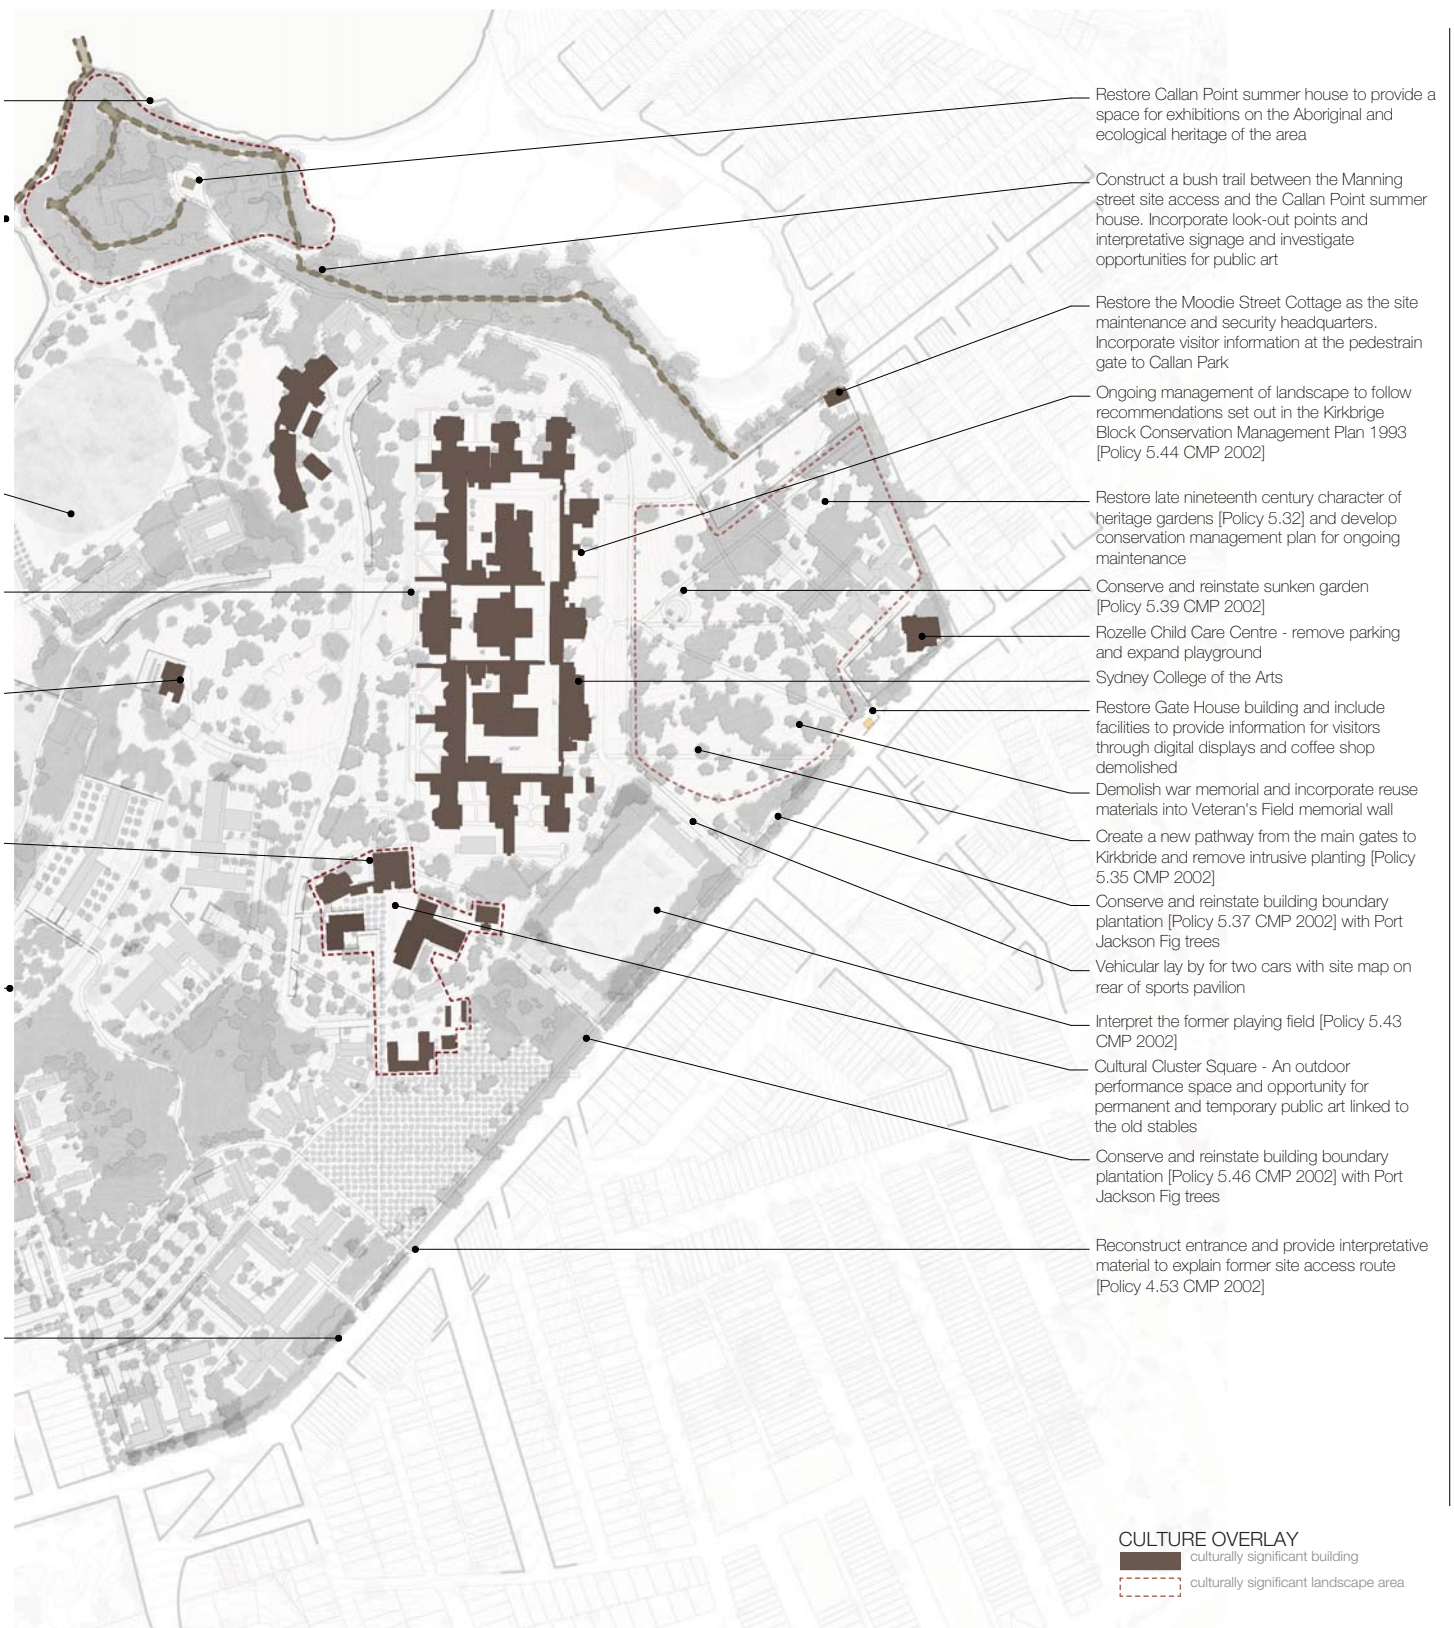 Restore Callan Point summer house to provide a
space for exhibitions on the Aboriginal and
ecological heritage of the area
Construct a bush trail between the Manning
street site access and the Callan Point summer
house. Incorporate look-out points and
interpretative signage and investigate
opportunities for public art
Restore the Moodie Street Cottage as the site
maintenance and security headquarters.
Incorporate visitor information at the pedestrain
gate to Callan Park
Ongoing management of landscape to follow
recommendations set out in the Kirkbrige
Block Conservation Management Plan 1993
[Policy 5.44 CMP 2002]
Restore late nineteenth century character of
heritage gardens [Policy 5.32] and develop
conservation management plan for ongoing
maintenance
Conserve and reinstate sunken garden
[Policy 5.39 CMP 2002]
Rozelle Child Care Centre - remove parking
and expand playground
Sydney College of the Arts
Restore Gate House building and include
facilities to provide information for visitors
through digital displays and coffee shop
demolished
Demolish war memorial and incorporate reuse
materials into Veteran's Field memorial wall
Create a new pathway from the main gates to
Kirkbride and remove intrusive planting [Policy
5.35 CMP 2002]
Conserve and reinstate building boundary
plantation [Policy 5.37 CMP 2002] with Port
Jackson Fig trees
Vehicular lay by for two cars with site map on
rear of sports pavilion
Interpret the former playing field [Policy 5.43
CMP 2002]
Cultural Cluster Square - An outdoor
performance space and opportunity for
permanent and temporary public art linked to
the old stables
Conserve and reinstate building boundary
plantation [Policy 5.46 CMP 2002] with Port
Jackson Fig trees
Reconstruct entrance and provide interpretative
material to explain former site access route
[Policy 4.53 CMP 2002]
CULTURE OVERLAY
culturally significant building
culturally significant landscape area